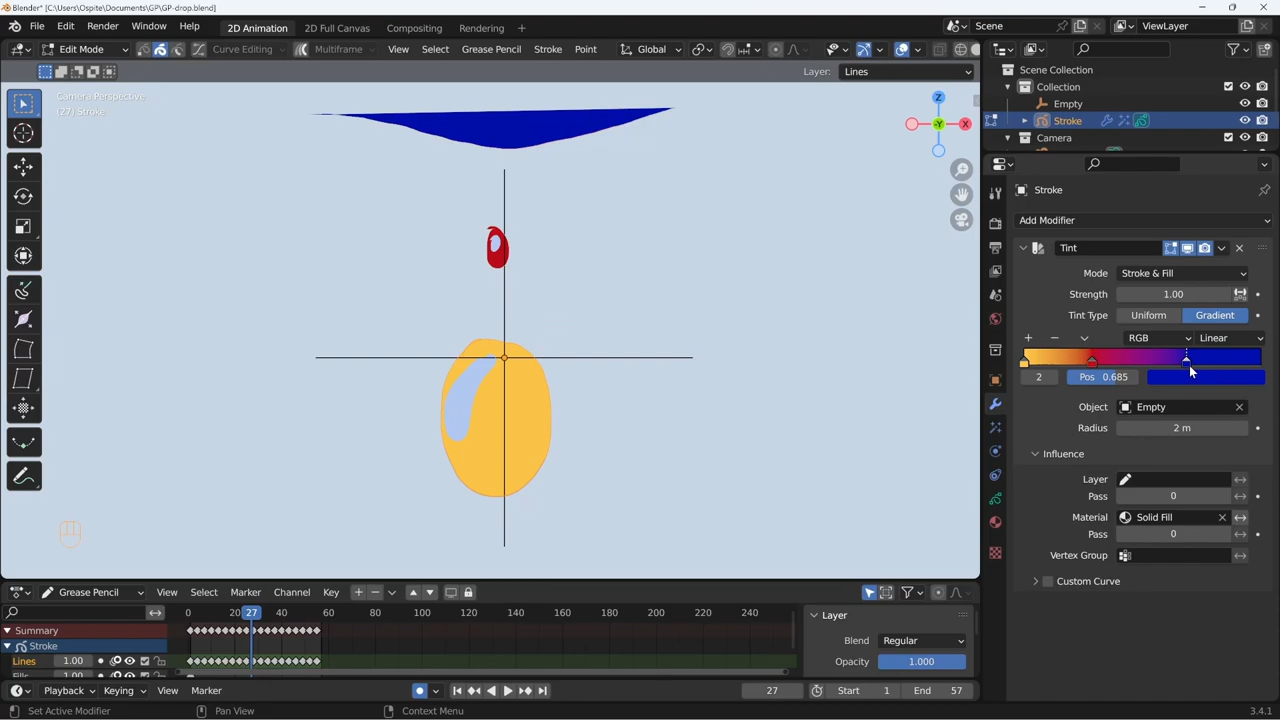 Blender* [C:\Users\Ospite\Documents\GP\GP-drop.blend]
File Edit Render Window Help 2D Animation 2D Full Canvas Compositing Rendering + Scene ViewLayer
Edit Mode Curve Editing Multiframe View Select Edit Grease Pencil Stroke Point Global
Layer: Lines
Scene Collection
Collection
Empty
Stroke
Camera
Camera Perspective
(27) Stroke
Z
Y
X
Stroke
Add Modifier
Tint
Mode Stroke & Fill
Strength 1.00
Tint Type Uniform Gradient
+ − RGB Linear
2 Pos 0.685
Object Empty
Radius 2 m
Influence
Layer
Pass 0
Material Solid Fill
Pass 0
Vertex Group
Custom Curve
Grease Pencil View Select Marker Channel Key
0 20 27 40 60 80 100 120 140 160 180 200 220 240
Summary
Stroke
Lines 1.00
Layer
Blend Regular
Opacity 1.000
Playback Keying View Marker 27 Start 1 End 57
Set Active Modifier Pan View Context Menu 3.4.1